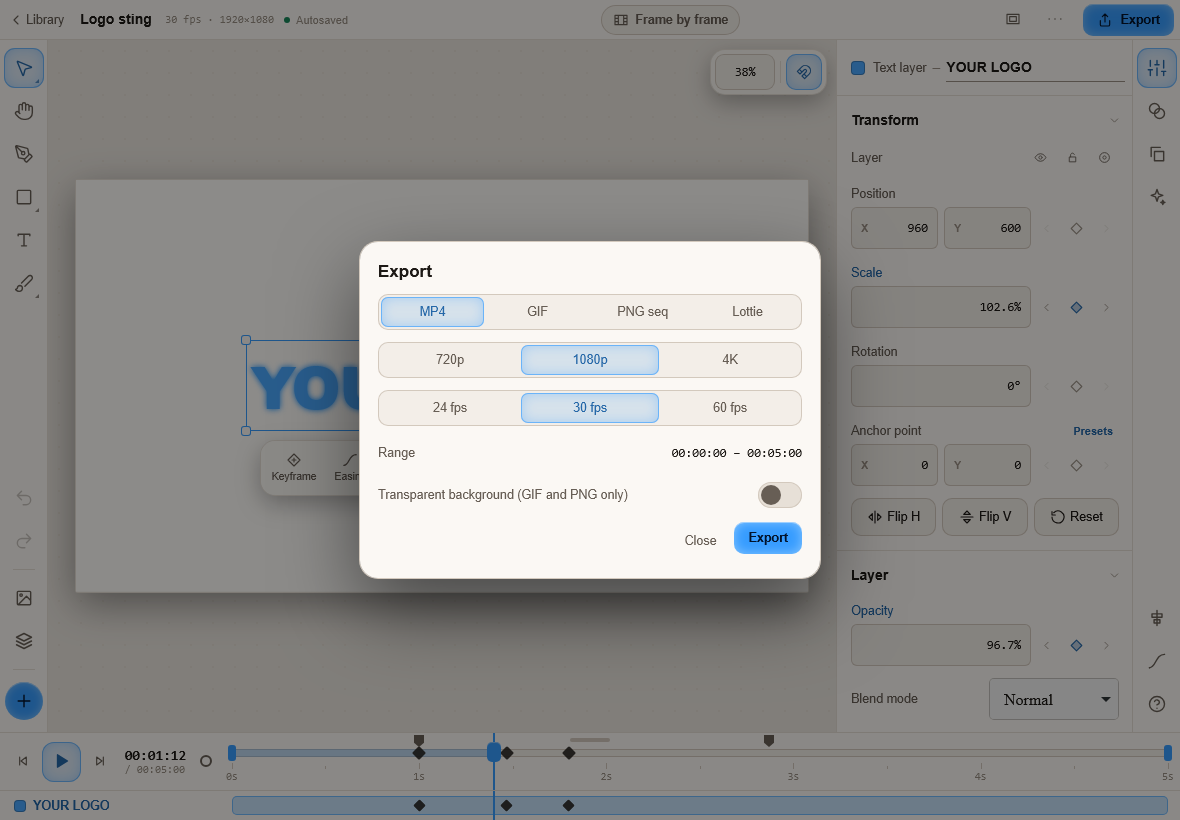 Library
Logo sting
30 fps • 1920×1080
Autosaved
Frame by frame
Export
38%
Text layer – YOUR LOGO
Transform
Layer
Position
X 960
Y 600
Scale
102.6%
Rotation
0°
Anchor point
Presets
X 0
Y 0
Flip H
Flip V
Reset
Layer
Opacity
96.7%
Blend mode
Normal
YOU
Keyframe
Easin
Export
MP4
GIF
PNG seq
Lottie
720p
1080p
4K
24 fps
30 fps
60 fps
Range
00:00:00 – 00:05:00
Transparent background (GIF and PNG only)
Close
Export
00:01:12
/ 00:05:00
0s
1s
2s
3s
4s
5s
YOUR LOGO